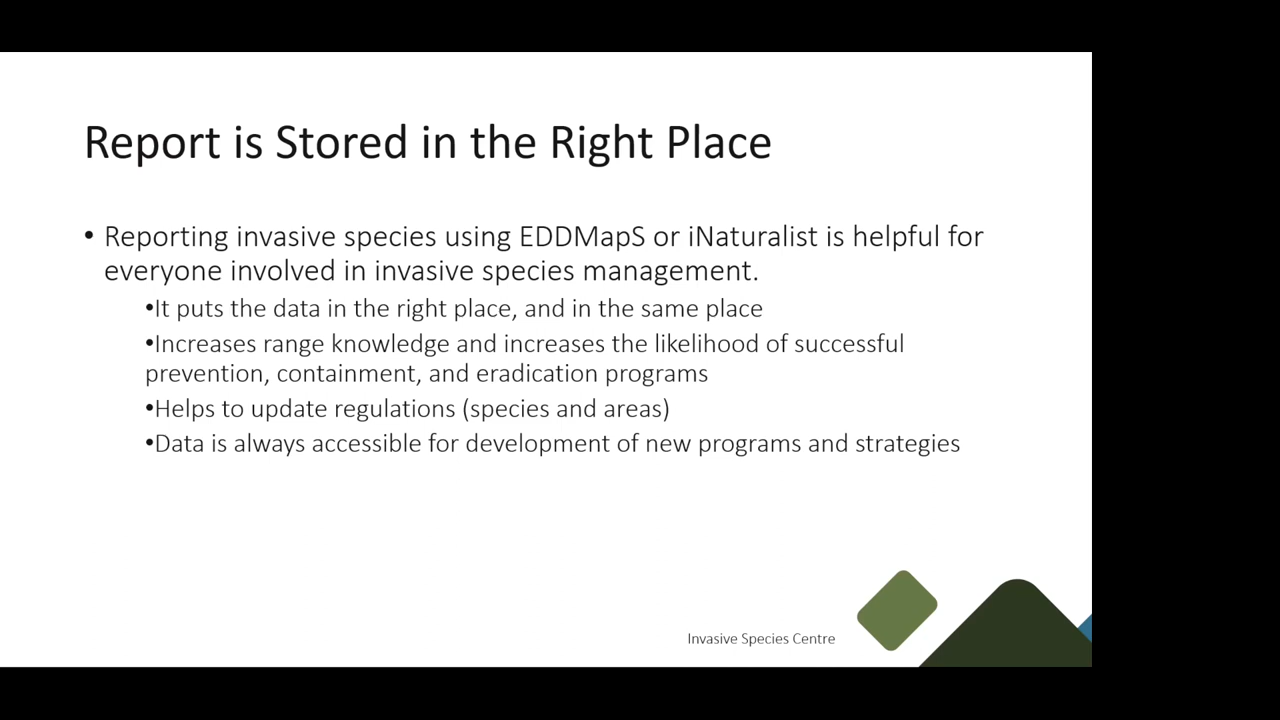 Report is Stored in the Right Place
• Reporting invasive species using EDDMapS or iNaturalist is helpful for
everyone involved in invasive species management.
•It puts the data in the right place, and in the same place
•Increases range knowledge and increases the likelihood of successful
prevention, containment, and eradication programs
•Helps to update regulations (species and areas)
•Data is always accessible for development of new programs and strategies
Invasive Species Centre